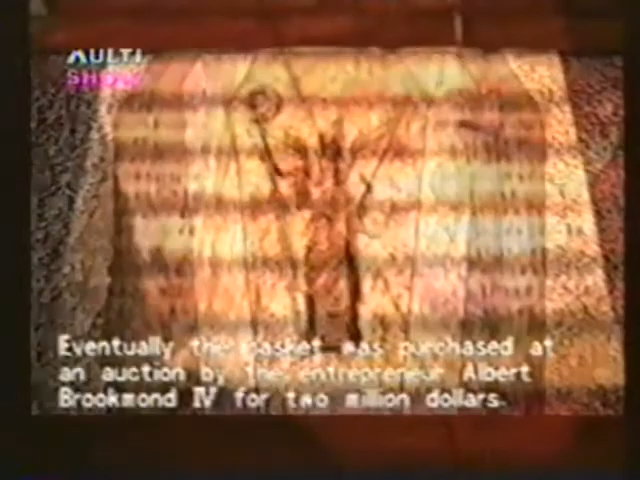 MULTI
SHOW
Eventually the casket was purchased at
an auction by the entrepreneur Albert
Brookmond IV for two million dollars.